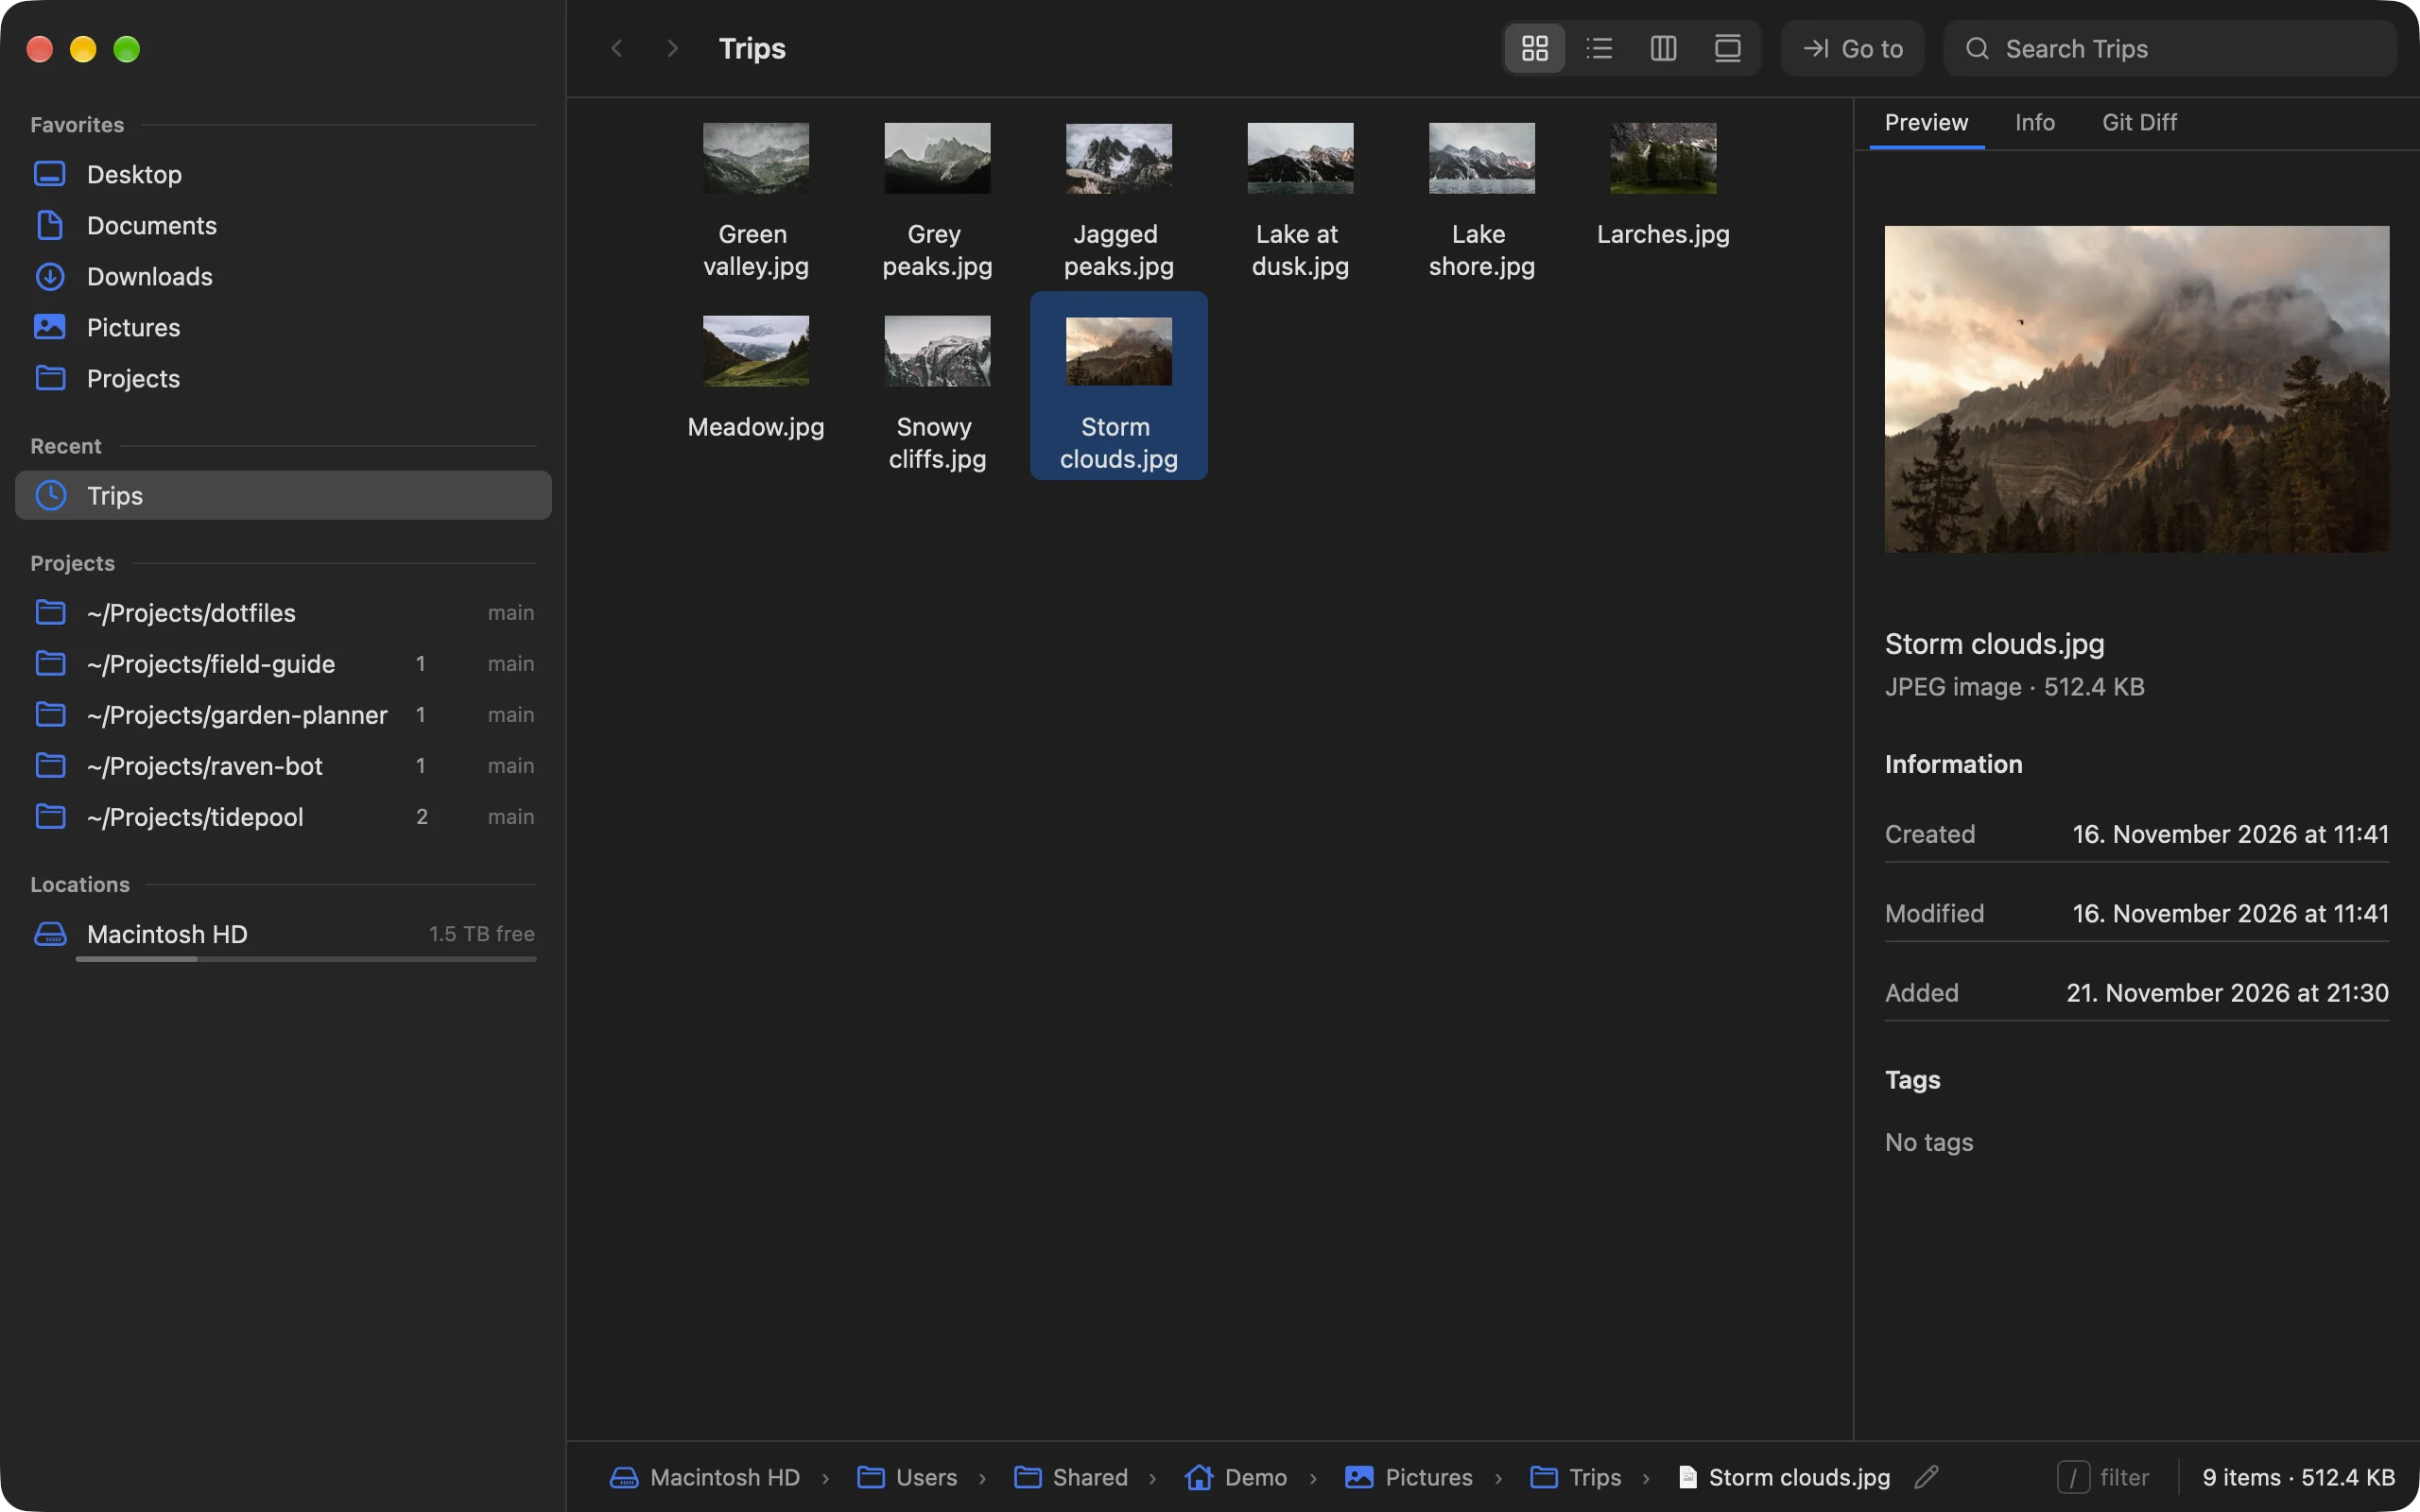 Trips
Go to
Search Trips
Favorites
Desktop
Documents
Downloads
Pictures
Projects
Recent
Trips
Projects
~/Projects/dotfiles main
~/Projects/field-guide 1 main
~/Projects/garden-planner 1 main
~/Projects/raven-bot 1 main
~/Projects/tidepool 2 main
Locations
Macintosh HD 1.5 TB free
Green
valley.jpg
Grey
peaks.jpg
Jagged
peaks.jpg
Lake at
dusk.jpg
Lake
shore.jpg
Larches.jpg
Meadow.jpg
Snowy
cliffs.jpg
Storm
clouds.jpg
Preview Info Git Diff
Storm clouds.jpg
JPEG image · 512.4 KB
Information
Created 16. November 2026 at 11:41
Modified 16. November 2026 at 11:41
Added 21. November 2026 at 21:30
Tags
No tags
Macintosh HD › Users › Shared › Demo › Pictures › Trips › Storm clouds.jpg
/ filter
9 items · 512.4 KB